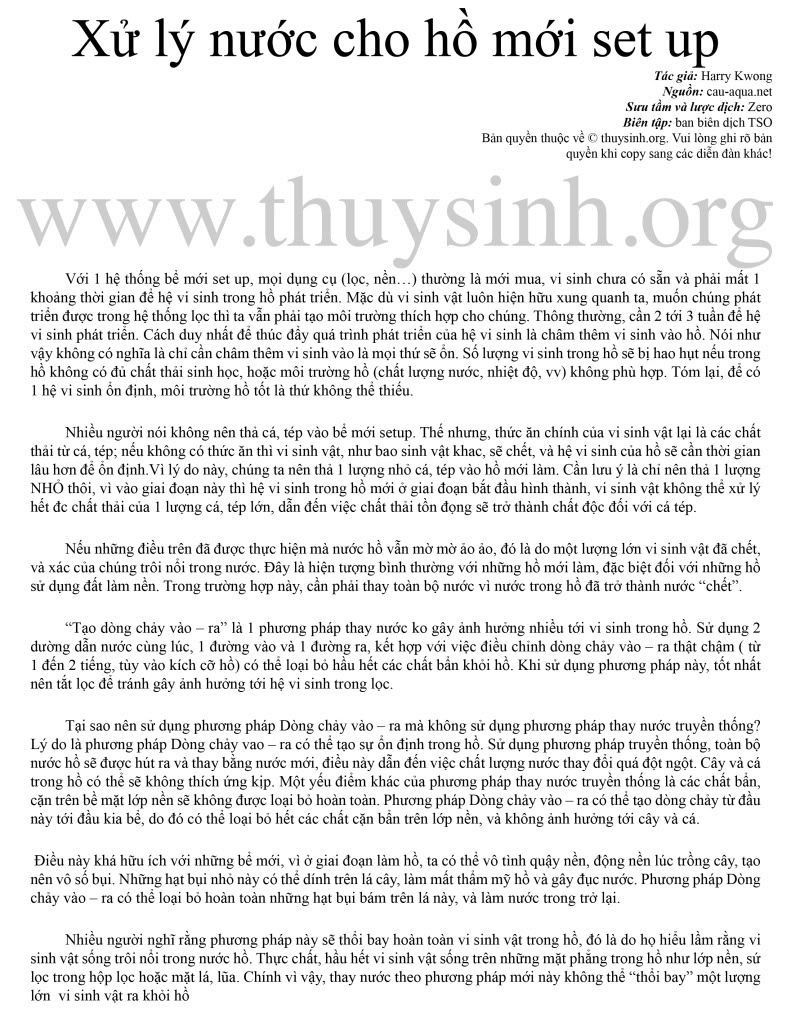 Xử lý nước cho hồ mới set up
Tác giả: Harry Kwong
Nguồn: cau-aqua.net
Sưu tầm và lược dịch: Zero
Biên tập: ban biên dịch TSO
Bản quyền thuộc về © thuysinh.org. Vui lòng ghi rõ bản
quyền khi copy sang các diễn đàn khác!
www.thuysinh.org
Với 1 hệ thống bể mới set up, mọi dụng cụ (lọc, nền…) thường là mới mua, vi sinh chưa có sẵn và phải mất 1
khoảng thời gian để hệ vi sinh trong hồ phát triển. Mặc dù vi sinh vật luôn hiện hữu xung quanh ta, muốn chúng phát
triển được trong hệ thống lọc thì ta vẫn phải tạo môi trường thích hợp cho chúng. Thông thường, cần 2 tới 3 tuần để hệ
vi sinh phát triển. Cách duy nhất để thúc đẩy quá trình phát triển của hệ vi sinh là châm thêm vi sinh vào hồ. Nói như
vậy không có nghĩa là chỉ cần châm thêm vi sinh vào là mọi thứ sẽ ổn. Số lượng vi sinh trong hồ sẽ bị hao hụt nếu trong
hồ không có đủ chất thải sinh học, hoặc môi trường hồ (chất lượng nước, nhiệt độ, vv) không phù hợp. Tóm lại, để có
1 hệ vi sinh ổn định, môi trường hồ tốt là thứ không thể thiếu.
Nhiều người nói không nên thả cá, tép vào bể mới setup. Thế nhưng, thức ăn chính của vi sinh vật lại là các chất
thải từ cá, tép; nếu không có thức ăn thì vi sinh vật, như bao sinh vật khac, sẽ chết, và hệ vi sinh của hồ sẽ cần thời gian
lâu hơn để ổn định.Vì lý do này, chúng ta nên thả 1 lượng nhỏ cá, tép vào hồ mới làm. Cần lưu ý là chỉ nên thả 1 lượng
NHỎ thôi, vì vào giai đoạn này thì hệ vi sinh trong hồ mới ở giai đoạn bắt đầu hình thành, vi sinh vật không thể xử lý
hết đc chất thải của 1 lượng cá, tép lớn, dẫn đến việc chất thải tồn đọng sẽ trở thành chất độc đối với cá tép.
Nếu những điều trên đã được thực hiện mà nước hồ vẫn mờ mờ ảo ảo, đó là do một lượng lớn vi sinh vật đã chết,
và xác của chúng trôi nổi trong nước. Đây là hiện tượng bình thường với những hồ mới làm, đặc biệt đối với những hồ
sử dụng đất làm nền. Trong trường hợp này, cần phải thay toàn bộ nước vì nước trong hồ đã trở thành nước “chết”.
“Tạo dòng chảy vào – ra” là 1 phương pháp thay nước ko gây ảnh hưởng nhiều tới vi sinh trong hồ. Sử dụng 2
dường dẫn nước cùng lúc, 1 đường vào và 1 đường ra, kết hợp với việc điều chỉnh dòng chảy vào – ra thật chậm ( từ
1 đến 2 tiếng, tùy vào kích cỡ hồ) có thể loại bỏ hầu hết các chất bẩn khỏi hồ. Khi sử dụng phương pháp này, tốt nhất
nên tắt lọc để tránh gây ảnh hưởng tới hệ vi sinh trong lọc.
Tại sao nên sử dụng phương pháp Dòng chảy vào – ra mà không sử dụng phương pháp thay nước truyền thống?
Lý do là phương pháp Dòng chảy vao – ra có thể tạo sự ổn định trong hồ. Sử dụng phương pháp truyền thống, toàn bộ
nước hồ sẽ được hút ra và thay bằng nước mới, điều này dẫn đến việc chất lượng nước thay đổi quá đột ngột. Cây và cá
trong hồ có thể sẽ không thích ứng kịp. Một yếu điểm khác của phương pháp thay nước truyền thống là các chất bẩn,
cặn trên bề mặt lớp nền sẽ không được loại bỏ hoàn toàn. Phương pháp Dòng chảy vào – ra có thể tạo dòng chảy từ đầu
này tới đầu kia bể, do đó có thể loại bỏ hết các chất cặn bẩn trên lớp nền, và không ảnh hưởng tới cây và cá.
Điều này khá hữu ích với những bể mới, vì ở giai đoạn làm hồ, ta có thể vô tình quậy nền, động nền lúc trồng cây, tạo
nên vô số bụi. Những hạt bụi nhỏ này có thể dính trên lá cây, làm mất thẩm mỹ hồ và gây đục nước. Phương pháp Dòng
chảy vào – ra có thể loại bỏ hoàn toàn những hạt bụi bám trên lá này, và làm nước trong trở lại.
Nhiều người nghĩ rằng phương pháp này sẽ thổi bay hoàn toàn vi sinh vật trong hồ, đó là do họ hiểu lầm rằng vi
sinh vật sống trôi nổi trong nước hồ. Thực chất, hầu hết vi sinh vật sống trên những mặt phẳng trong hồ như lớp nền, sứ
lọc trong hộp lọc hoặc mặt lá, lũa. Chính vì vậy, thay nước theo phương pháp mới này không thể “thổi bay” một lượng
lớn vi sinh vật ra khỏi hồ